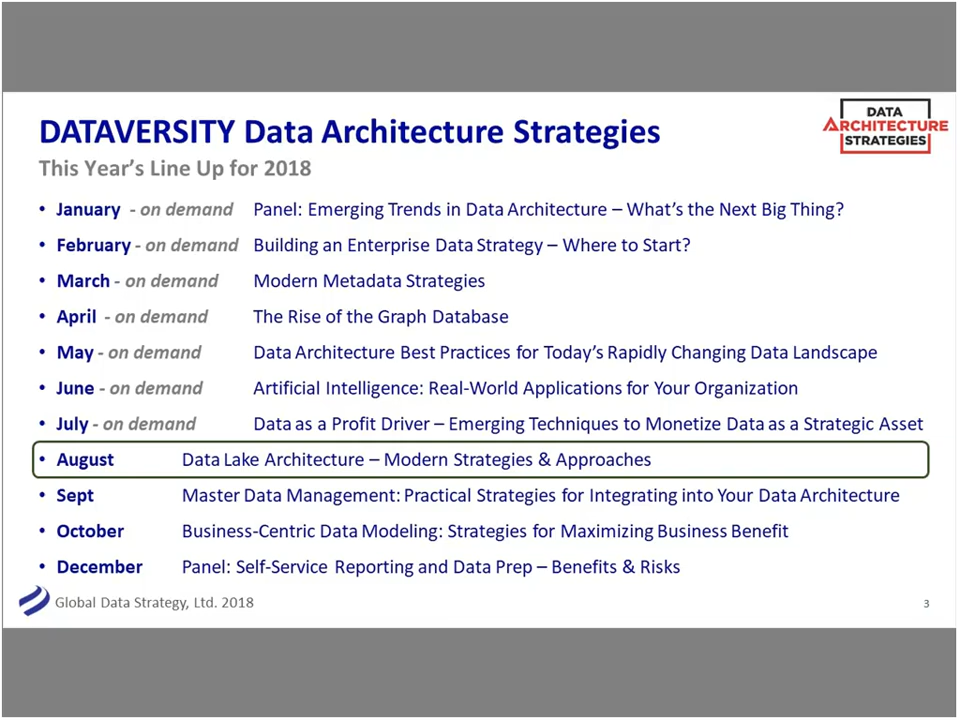 DATAVERSITY Data Architecture Strategies
DATA
ARCHITECTURE
STRATEGIES
This Year's Line Up for 2018
• January - on demand Panel: Emerging Trends in Data Architecture – What's the Next Big Thing?
• February - on demand Building an Enterprise Data Strategy – Where to Start?
• March - on demand Modern Metadata Strategies
• April - on demand The Rise of the Graph Database
• May - on demand Data Architecture Best Practices for Today's Rapidly Changing Data Landscape
• June - on demand Artificial Intelligence: Real-World Applications for Your Organization
• July - on demand Data as a Profit Driver – Emerging Techniques to Monetize Data as a Strategic Asset
• August Data Lake Architecture – Modern Strategies & Approaches
• Sept Master Data Management: Practical Strategies for Integrating into Your Data Architecture
• October Business-Centric Data Modeling: Strategies for Maximizing Business Benefit
• December Panel: Self-Service Reporting and Data Prep – Benefits & Risks
Global Data Strategy, Ltd. 2018
3